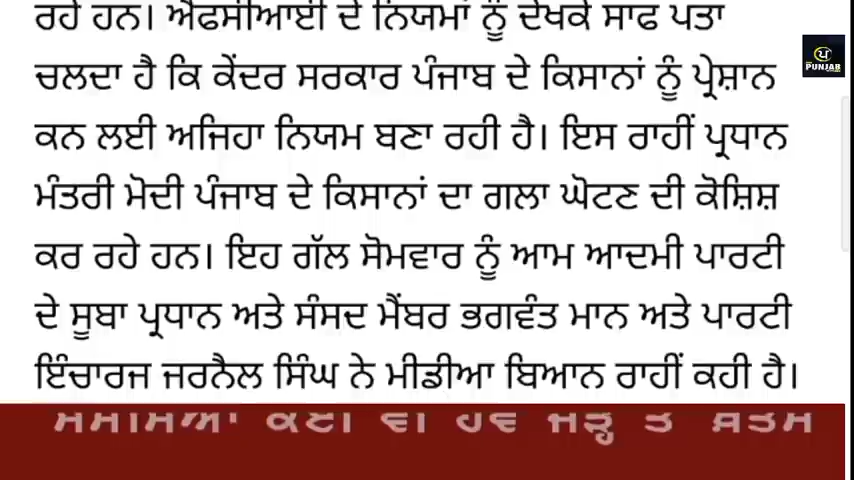 ਰਹੇ ਹਨ। ਐਫਸੀਆਈ ਦੇ ਨਿਯਮਾਂ ਨੂੰ ਦੇਖਕੇ ਸਾਫ ਪਤਾ
ਚਲਦਾ ਹੈ ਕਿ ਕੇਂਦਰ ਸਰਕਾਰ ਪੰਜਾਬ ਦੇ ਕਿਸਾਨਾਂ ਨੂੰ ਪ੍ਰੇਸ਼ਾਨ
ਕਨ ਲਈ ਅਜਿਹਾ ਨਿਯਮ ਬਣਾ ਰਹੀ ਹੈ। ਇਸ ਰਾਹੀਂ ਪ੍ਰਧਾਨ
ਮੰਤਰੀ ਮੋਦੀ ਪੰਜਾਬ ਦੇ ਕਿਸਾਨਾਂ ਦਾ ਗਲਾ ਘੋਟਣ ਦੀ ਕੋਸ਼ਿਸ਼
ਕਰ ਰਹੇ ਹਨ। ਇਹ ਗੱਲ ਸੋਮਵਾਰ ਨੂੰ ਆਮ ਆਦਮੀ ਪਾਰਟੀ
ਦੇ ਸੂਬਾ ਪ੍ਰਧਾਨ ਅਤੇ ਸੰਸਦ ਮੈਂਬਰ ਭਗਵੰਤ ਮਾਨ ਅਤੇ ਪਾਰਟੀ
ਇੰਚਾਰਜ ਜਰਨੈਲ ਸਿੰਘ ਨੇ ਮੀਡੀਆ ਬਿਆਨ ਰਾਹੀਂ ਕਹੀ ਹੈ।
PUNJAB